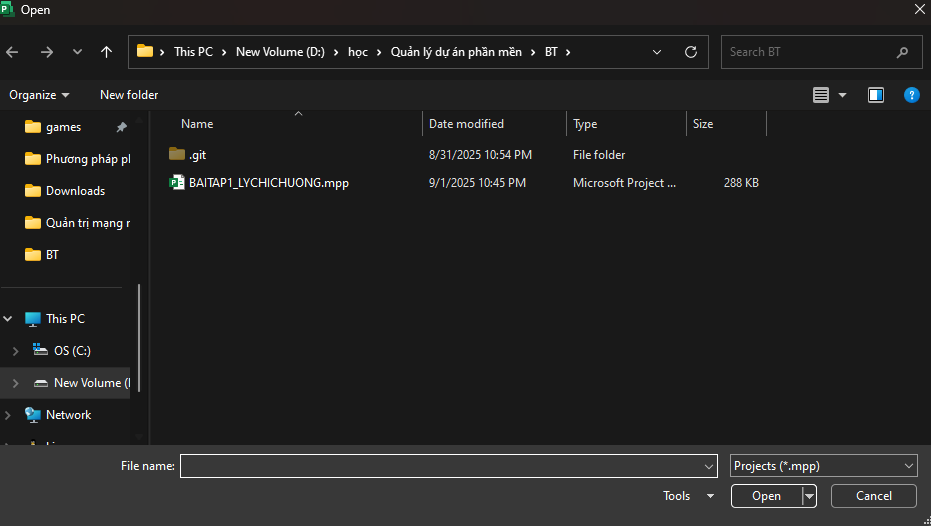 Open
This PC > New Volume (D:) > học > Quản lý dự án phần mền > BT >
Search BT
Organize New folder
Name Date modified Type Size
games
Phương pháp pl
Downloads
Quản trị mạng r
BT
This PC
OS (C:)
New Volume (I
Network
.git 8/31/2025 10:54 PM File folder
BAITAP1_LYCHICHUONG.mpp 9/1/2025 10:45 PM Microsoft Project ... 288 KB
File name: Projects (*.mpp)
Tools Open Cancel